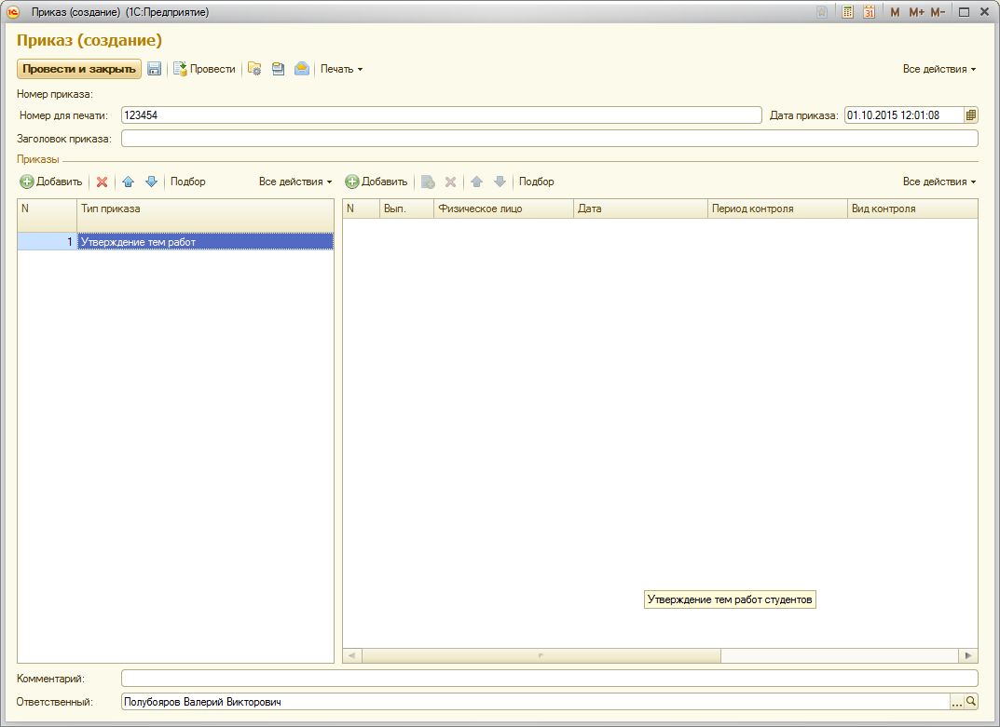 Приказ (создание) (1С:Предприятие)
31 M M+ M-
Приказ (создание)
Провести и закрыть Провести Печать Все действия
Номер приказа:
Номер для печати: 123454 Дата приказа: 01.10.2015 12:01:08
Заголовок приказа:
Приказы
Добавить Подбор Все действия Добавить Подбор Все действия
N Тип приказа N Вып. Физическое лицо Дата Период контроля Вид контроля
1 Утверждение тем работ
Утверждение тем работ студентов
Комментарий:
Ответственный: Полубояров Валерий Викторович ...